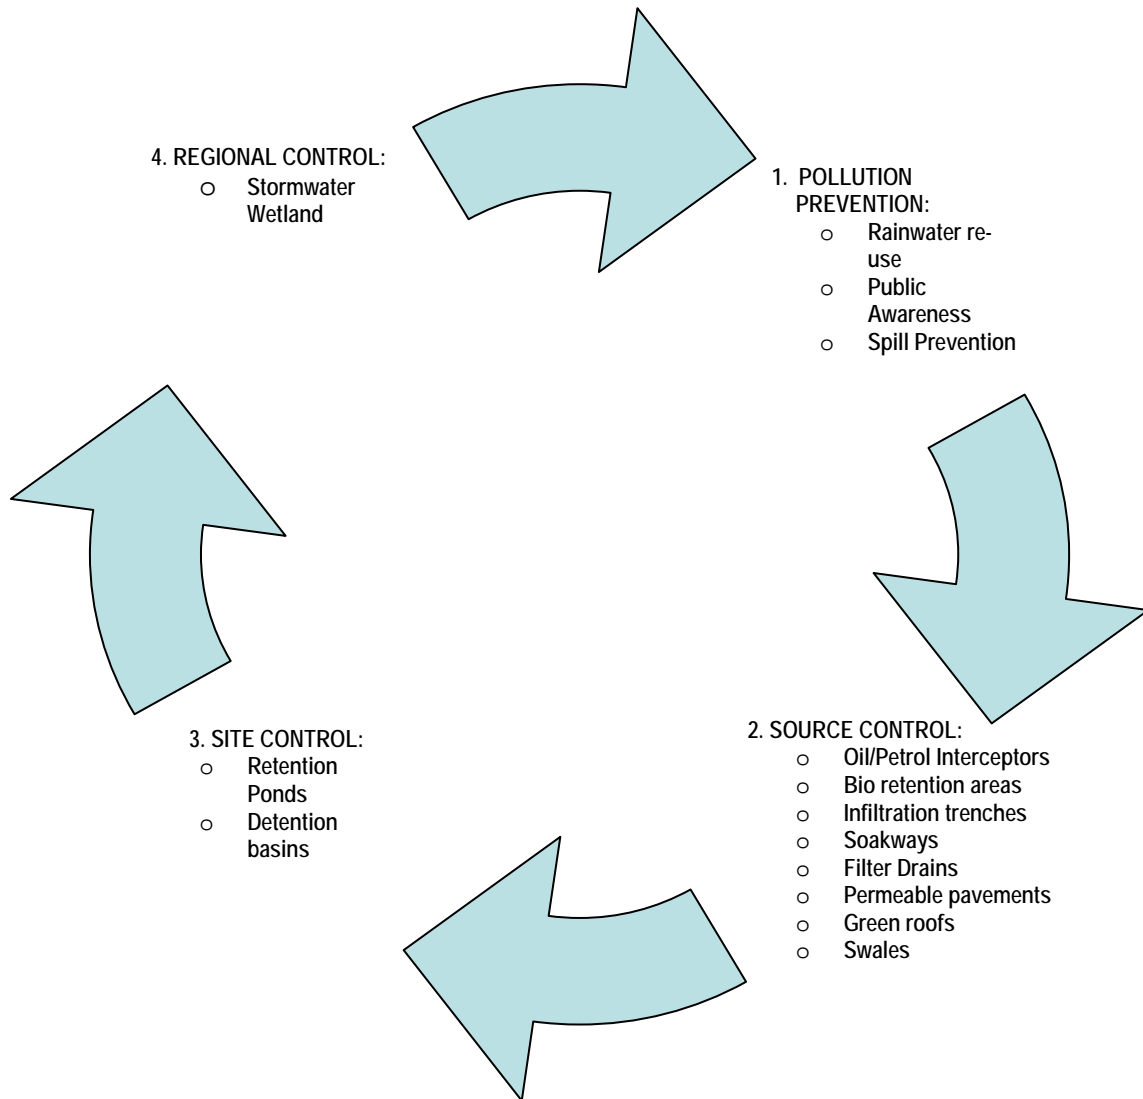 4. REGIONAL CONTROL:
o Stormwater
Wetland
1. POLLUTION
PREVENTION:
o Rainwater re-
use
o Public
Awareness
o Spill Prevention
2. SOURCE CONTROL:
o Oil/Petrol Interceptors
o Bio retention areas
o Infiltration trenches
o Soakways
o Filter Drains
o Permeable pavements
o Green roofs
o Swales
3. SITE CONTROL:
o Retention
Ponds
o Detention
basins